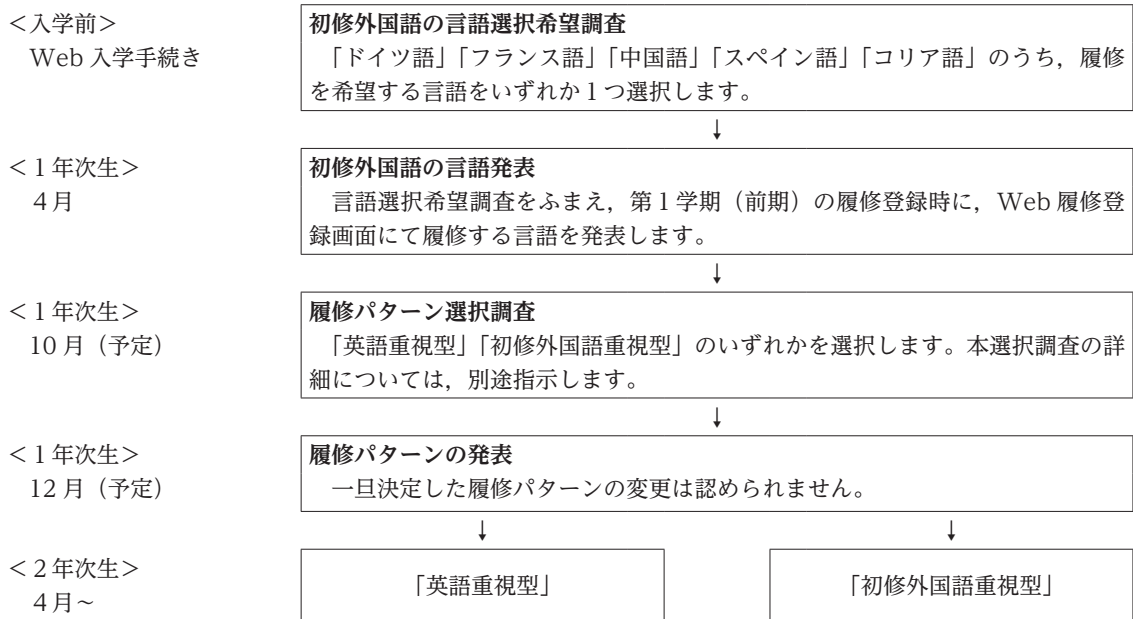 ＜入学前＞
Web 入学手続き
初修外国語の言語選択希望調査
「ドイツ語」「フランス語」「中国語」「スペイン語」「コリア語」のうち，履修
を希望する言語をいずれか１つ選択します。
↓
＜１年次生＞
４月
初修外国語の言語発表
言語選択希望調査をふまえ，第１学期（前期）の履修登録時に，Web 履修登
録画面にて履修する言語を発表します。
↓
＜１年次生＞
10 月（予定）
履修パターン選択調査
「英語重視型」「初修外国語重視型」のいずれかを選択します。本選択調査の詳
細については，別途指示します。
↓
＜１年次生＞
12 月（予定）
履修パターンの発表
一旦決定した履修パターンの変更は認められません。
↓ ↓
＜２年次生＞
４月～
「英語重視型」
「初修外国語重視型」